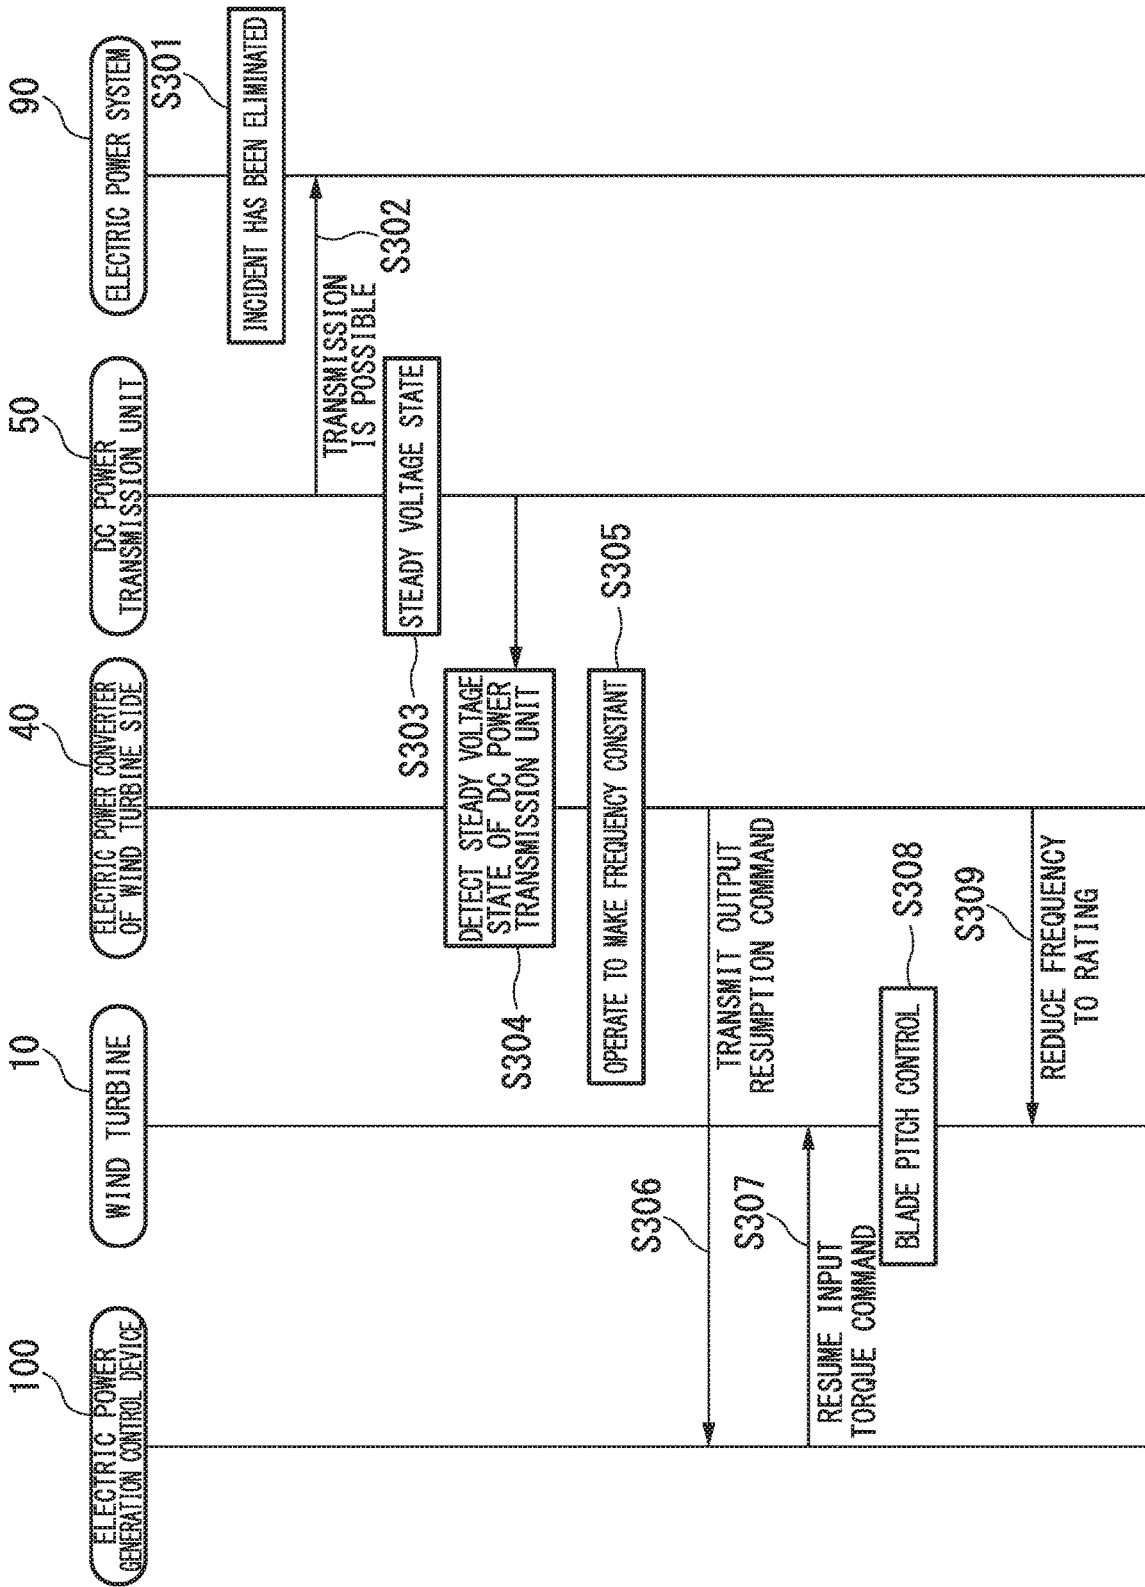 100
ELECTRIC POWER
GENERATION CONTROL DEVICE
10
WIND TURBINE
40
ELECTRIC POWER CONVERTER
OF WIND TURBINE SIDE
50
DC POWER
TRANSMISSION UNIT
90
ELECTRIC POWER SYSTEM
S301
INCIDENT HAS BEEN ELIMINATED
S302
TRANSMISSION
IS POSSIBLE
S303
STEADY VOLTAGE STATE
S304
DETECT STEADY VOLTAGE
STATE OF DC POWER
TRANSMISSION UNIT
S305
OPERATE TO MAKE FREQUENCY CONSTANT
S306
TRANSMIT OUTPUT
RESUMPTION COMMAND
S307
RESUME INPUT
TORQUE COMMAND
S308
BLADE PITCH CONTROL
S309
REDUCE FREQUENCY
TO RATING